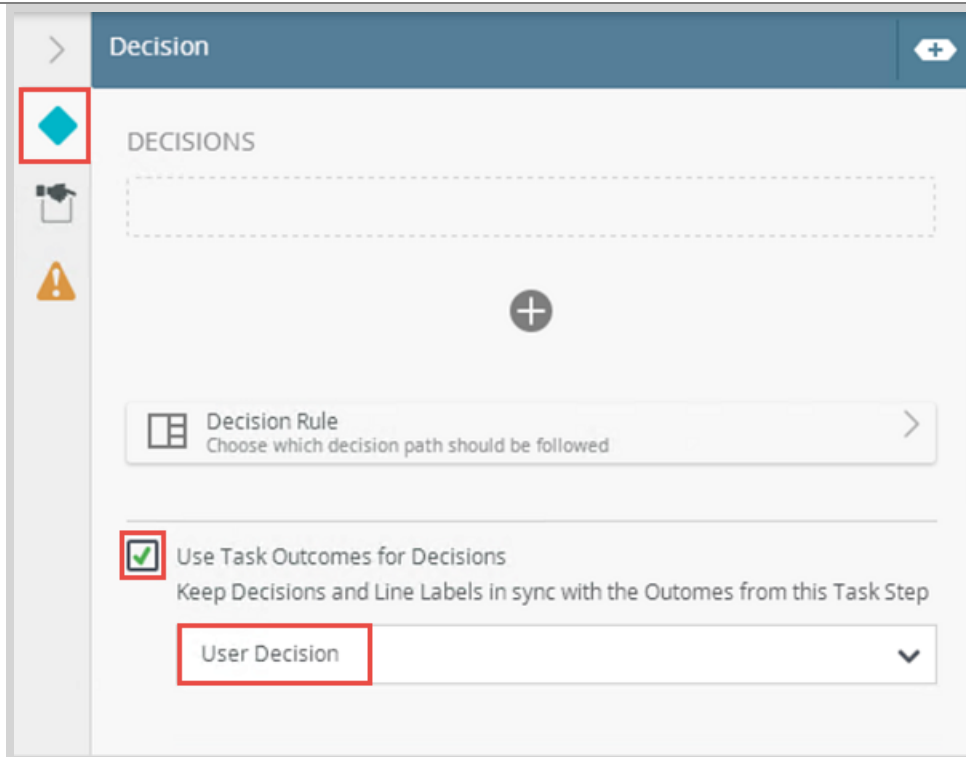 Decision
DECISIONS
Decision Rule
Choose which decision path should be followed
Use Task Outcomes for Decisions
Keep Decisions and Line Labels in sync with the Outomes from this Task Step
User Decision